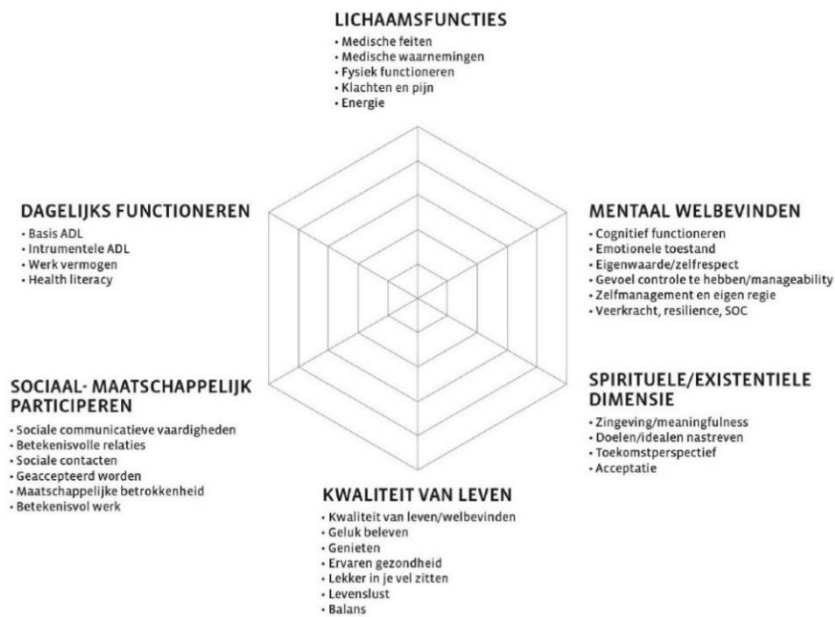 LICHAAMSFUNCTIES
• Medische feiten
• Medische waarnemingen
• Fysiek functioneren
• Klachten en pijn
• Energie
DAGELIJKS FUNCTIONEREN
• Basis ADL
• Intrumentele ADL
• Werk vermogen
• Health literacy
MENTAAL WELBEVINDEN
• Cognitief functioneren
• Emotionele toestand
• Eigenwaarde/zelfrespect
• Gevoel controle te hebben/manageability
• Zelfmanagement en eigen regie
• Veerkracht, resilience, SOC
SOCIAAL- MAATSCHAPPELIJK
PARTICIPEREN
• Sociale communicatieve vaardigheden
• Betekenisvolle relaties
• Sociale contacten
• Geaccepteerd worden
• Maatschappelijke betrokkenheid
• Betekenisvol werk
SPIRITUELE/EXISTENTIELE
DIMENSIE
• Zingeving/meaningfulness
• Doelen/idealen nastreven
• Toekomstperspectief
• Acceptatie
KWALITEIT VAN LEVEN
• Kwaliteit van leven/welbevinden
• Geluk beleven
• Genieten
• Ervaren gezondheid
• Lekker in je vel zitten
• Levenslust
• Balans